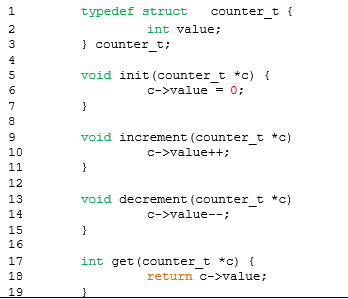 1 typedef struct counter_t {
2 int value;
3 } counter_t;
4
5 void init(counter_t *c) {
6 c->value = 0;
7 }
8
9 void increment(counter_t *c)
10 c->value++;
11 }
12
13 void decrement(counter_t *c)
14 c->value--;
15 }
16
17 int get(counter_t *c) {
18 return c->value;
19 }